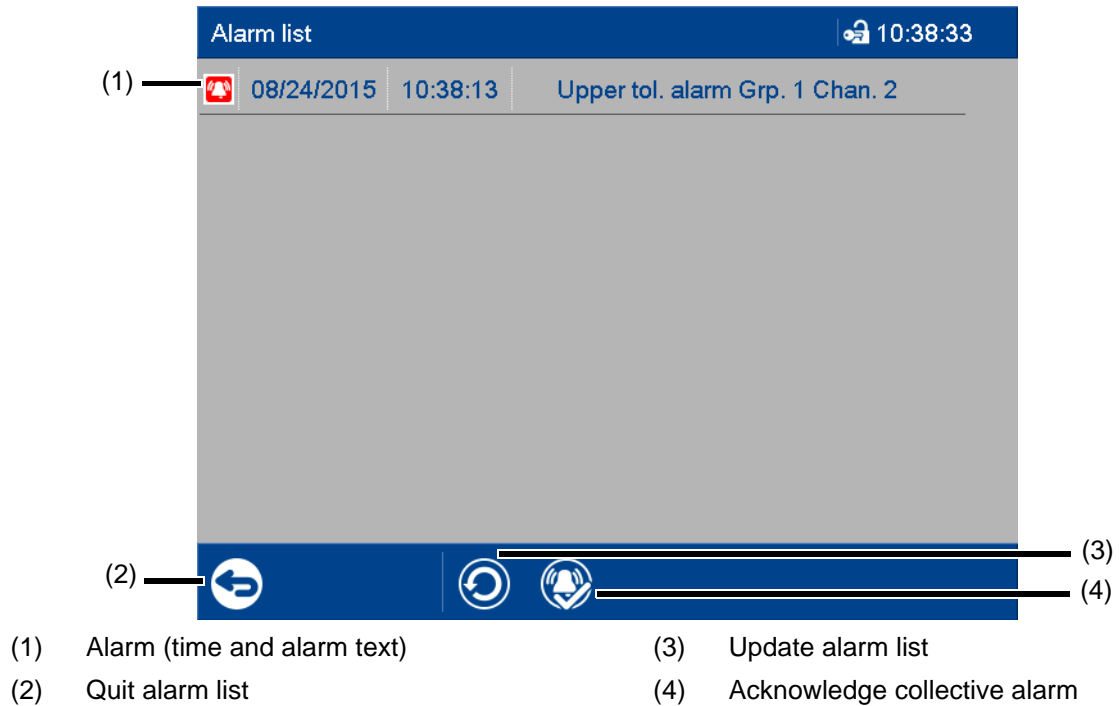 Alarm list 10:38:33
(1) 08/24/2015 10:38:13 Upper tol. alarm Grp. 1 Chan. 2
(3)
(2) (4)
(1) Alarm (time and alarm text) (3) Update alarm list
(2) Quit alarm list (4) Acknowledge collective alarm